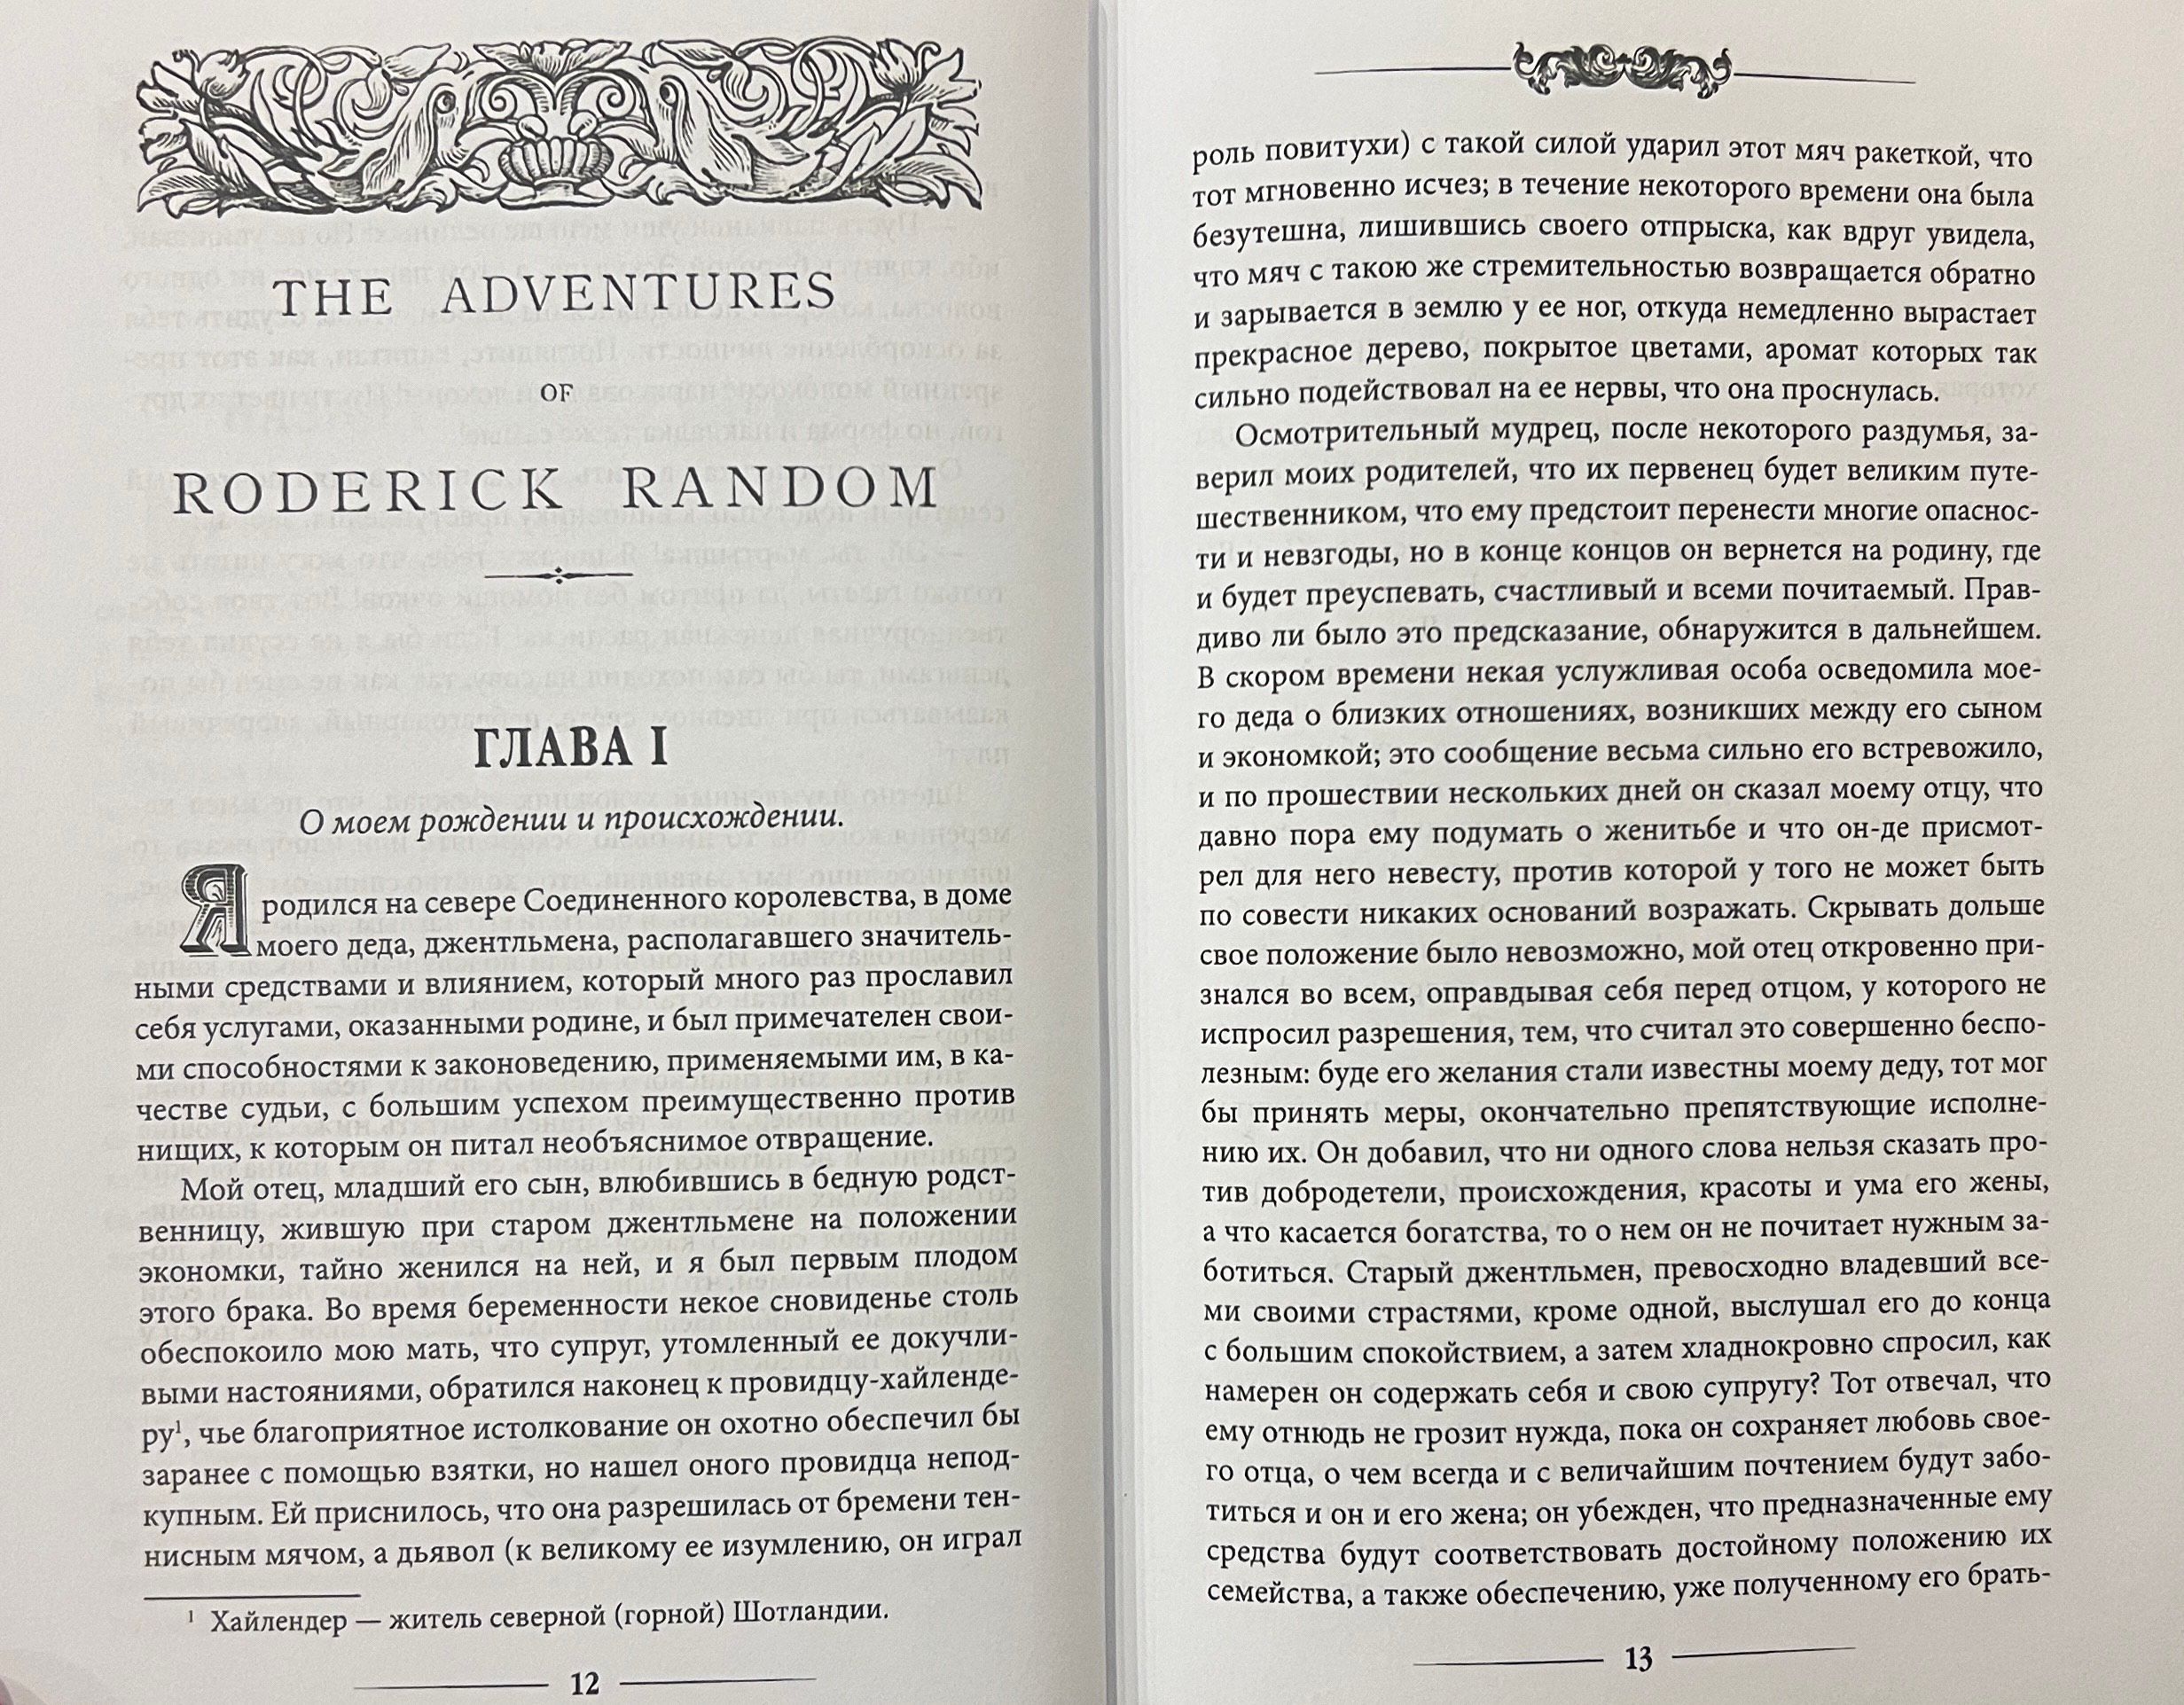 THE ADVENTURES
OF
RODERICK RANDOM
ГЛАВА I
О моем рождении и происхождении.
Я родился на севере Соединенного королевства, в доме
моего деда, джентльмена, располагавшего значитель-
ными средствами и влиянием, который много раз прославил
себя услугами, оказанными родине, и был примечателен свои-
ми способностями к законоведению, применяемыми им, в ка-
честве судьи, с большим успехом преимущественно против
нищих, к которым он питал необъяснимое отвращение.
Мой отец, младший его сын, влюбившись в бедную родст-
венницу, жившую при старом джентльмене на положении
экономки, тайно женился на ней, и я был первым плодом
этого брака. Во время беременности некое сновиденье столь
обеспокоило мою мать, что супруг, утомленный ее докучли-
выми настояниями, обратился наконец к провидцу-хайленде-
ру¹, чье благоприятное истолкование он охотно обеспечил бы
заранее с помощью взятки, но нашел оного провидца непод-
купным. Ей приснилось, что она разрешилась от бремени тен-
нисным мячом, а дьявол (к великому ее изумлению, он играл
¹ Хайлендер — житель северной (горной) Шотландии.
12
роль повитухи) с такой силой ударил этот мяч ракеткой, что
тот мгновенно исчез; в течение некоторого времени она была
безутешна, лишившись своего отпрыска, как вдруг увидела,
что мяч с такою же стремительностью возвращается обратно
и зарывается в землю у ее ног, откуда немедленно вырастает
прекрасное дерево, покрытое цветами, аромат которых так
сильно подействовал на ее нервы, что она проснулась.
Осмотрительный мудрец, после некоторого раздумья, за-
верил моих родителей, что их первенец будет великим путе-
шественником, что ему предстоит перенести многие опаснос-
ти и невзгоды, но в конце концов он вернется на родину, где
и будет преуспевать, счастливый и всеми почитаемый. Прав-
диво ли было это предсказание, обнаружится в дальнейшем.
В скором времени некая услужливая особа осведомила мое-
го деда о близких отношениях, возникших между его сыном
и экономкой; это сообщение весьма сильно его встревожило,
и по прошествии нескольких дней он сказал моему отцу, что
давно пора ему подумать о женитьбе и что он-де присмот-
рел для него невесту, против которой у того не может быть
по совести никаких оснований возражать. Скрывать дольше
свое положение было невозможно, мой отец откровенно при-
знался во всем, оправдывая себя перед отцом, у которого не
испросил разрешения, тем, что считал это совершенно беспо-
лезным: буде его желания стали известны моему деду, тот мог
бы принять меры, окончательно препятствующие исполне-
нию их. Он добавил, что ни одного слова нельзя сказать про-
тив добродетели, происхождения, красоты и ума его жены,
а что касается богатства, то о нем он не почитает нужным за-
ботиться. Старый джентльмен, превосходно владевший все-
ми своими страстями, кроме одной, выслушал его до конца
с большим спокойствием, а затем хладнокровно спросил, как
намерен он содержать себя и свою супругу? Тот отвечал, что
ему отнюдь не грозит нужда, пока он сохраняет любовь свое-
го отца, о чем всегда и с величайшим почтением будут забо-
титься и он и его жена; он убежден, что предназначенные ему
средства будут соответствовать достойному положению их
семейства, а также обеспечению, уже полученному его брать-
13